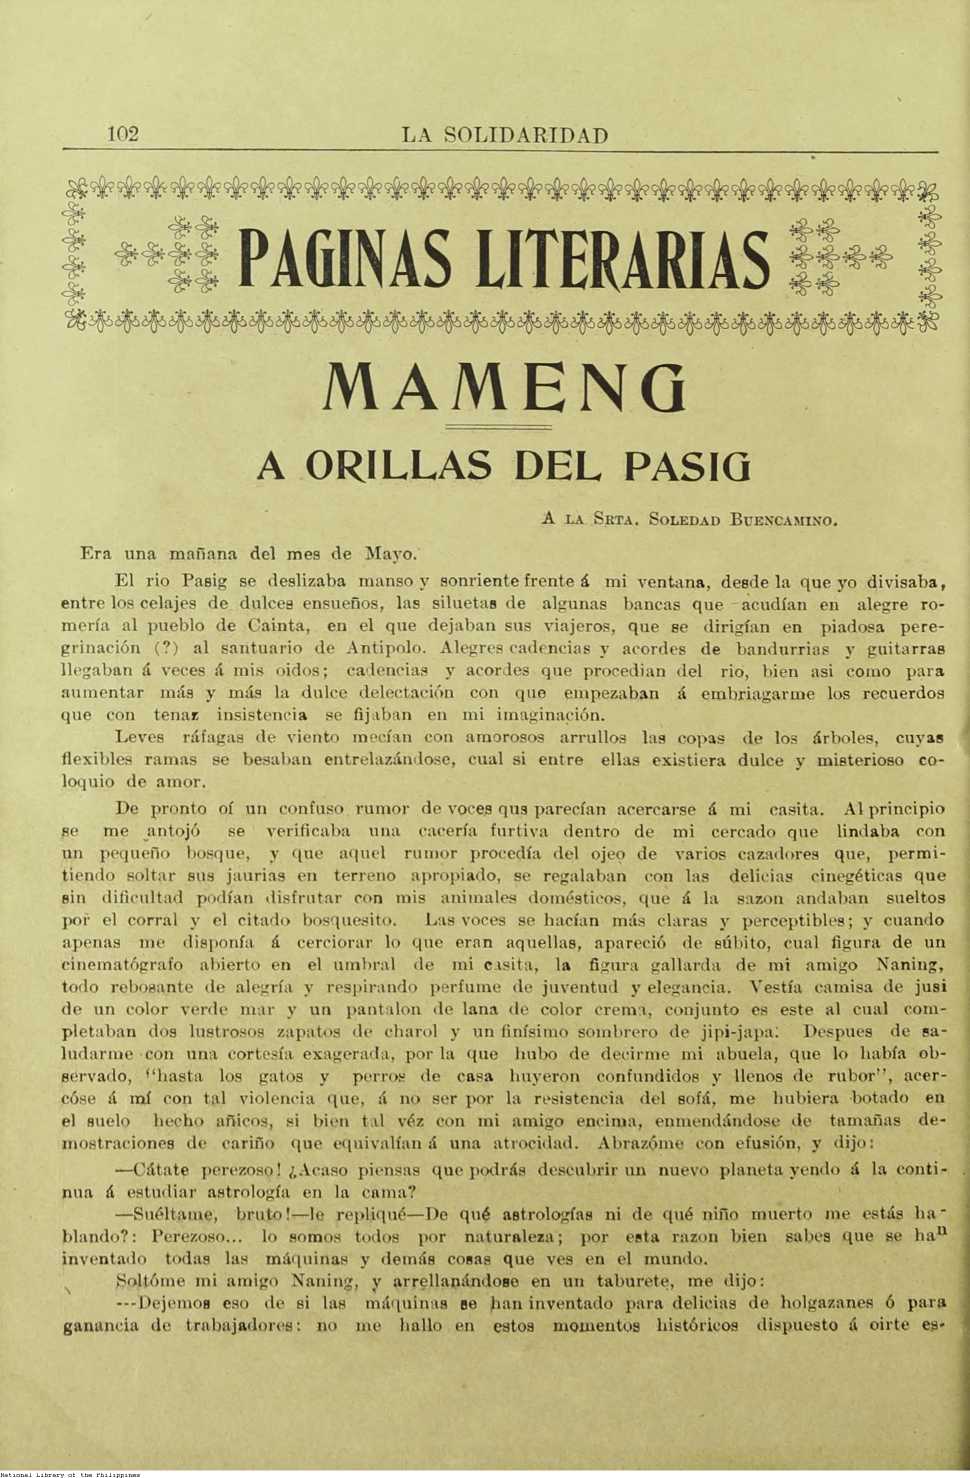 102
LA SOLIDARIDAD
PAGINAS LITERARIAS
MAMENG
A ORILLAS DEL PASIG
A LA SRTA. SOLEDAD BUENCAMINO.
Era una mañana del mes de Mayo.
El rio Pasig se deslizaba manso y sonriente frente á mi ventana, desde la que yo divisaba,
entre los celajes de dulces ensueños, las siluetas de algunas bancas que acudían en alegre ro-
mería al pueblo de Cainta, en el que dejaban sus viajeros, que se dirigían en piadosa pere-
grinación (?) al santuario de Antipolo. Alegres cadencias y acordes de bandurrias y guitarras
llegaban á veces á mis oidos; cadencias y acordes que procedian del rio, bien asi como para
aumentar más y más la dulce delectación con que empezaban á embriagarme los recuerdos
que con tenaz insistencia se fijaban en mi imaginación.
Leves ráfagas de viento mecían con amorosos arrullos las copas de los árboles, cuyas
flexibles ramas se besaban entrelazándose, cual si entre ellas existiera dulce y misterioso co-
loquio de amor.
De pronto oí un confuso rumor de voces qus parecían acercarse á mi casita. Al principio
se me antojó se verificaba una cacería furtiva dentro de mi cercado que lindaba con
un pequeño bosque, y que aquel rumor procedía del ojeo de varios cazadores que, permi-
tiendo soltar sus jaurias en terreno apropiado, se regalaban con las delicias cinegéticas que
sin dificultad podían disfrutar con mis animales domésticos, que á la sazon andaban sueltos
por el corral y el citado bosquesito. Las voces se hacían más claras y perceptibles; y cuando
apenas me disponía á cerciorar lo que eran aquellas, apareció de súbito, cual figura de un
cinematógrafo abierto en el umbral de mi casita, la figura gallarda de mi amigo Naning,
todo rebosante de alegría y respirando perfume de juventud y elegancia. Vestía camisa de jusi
de un color verde mar y un pantalon de lana de color crema, conjunto es este al cual com-
pletaban dos lustrosos zapatos de charol y un finísimo sombrero de jipi-japa. Despues de sa-
ludarme con una cortesía exagerada, por la que hubo de decirme mi abuela, que lo había ob-
servado, "hasta los gatos y perros de casa huyeron confundidos y llenos de rubor", acer-
cóse á mí con tal violencia que, á no ser por la resistencia del sofá, me hubiera botado en
el suelo hecho añicos, si bien tal véz con mi amigo encima, enmendándose de tamañas de-
mostraciones de cariño que equivalían á una atrocidad. Abrazóme con efusión, y dijo:
—Cátate perezoso! ¿Acaso piensas que podrás descubrir un nuevo planeta yendo á la conti-
nua á estudiar astrología en la cama?
—Suéltame, bruto!—le repliqué—De qué astrologías ni de qué niño muerto me estás ha-
blando?: Perezoso... lo somos todos por naturaleza; por esta razon bien sabes que se han
inventado todas las máquinas y demás cosas que ves en el mundo.
Soltóme mi amigo Naning, y arrellanándose en un taburete, me dijo:
---Dejemos eso de si las máquinas se han inventado para delicias de holgazanes ó para
ganancia de trabajadores: no me hallo en estos momentos históricos dispuesto á oirte es-
National Library of the Philippines